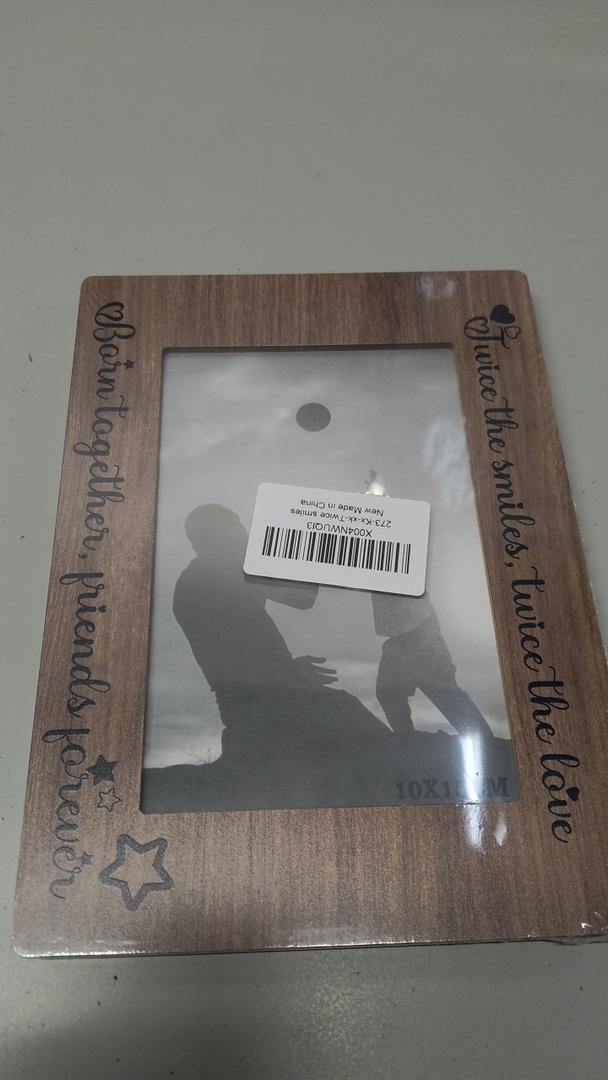 Twice the smiles, twice the love
Born together, friends forever
X004NWUQI3
273-Kx-xk-Twice smiles
New Made in China